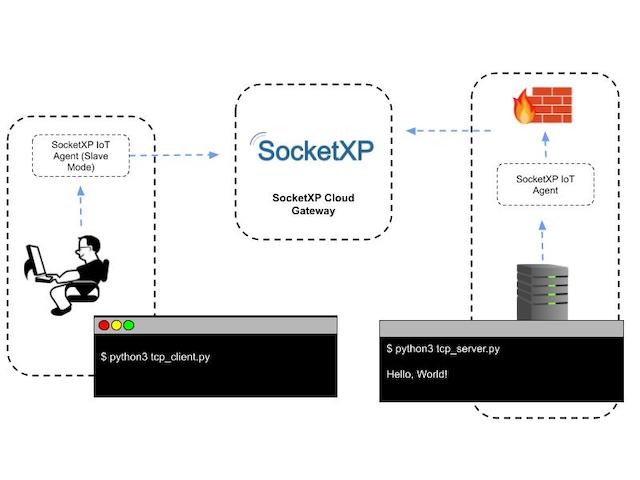 SocketXP IoT
Agent (Slave
Mode)
SocketXP
SocketXP Cloud
Gateway
SocketXP IoT
Agent
$ python3 tcp_client.py
$ python3 tcp_server.py
Hello, World!